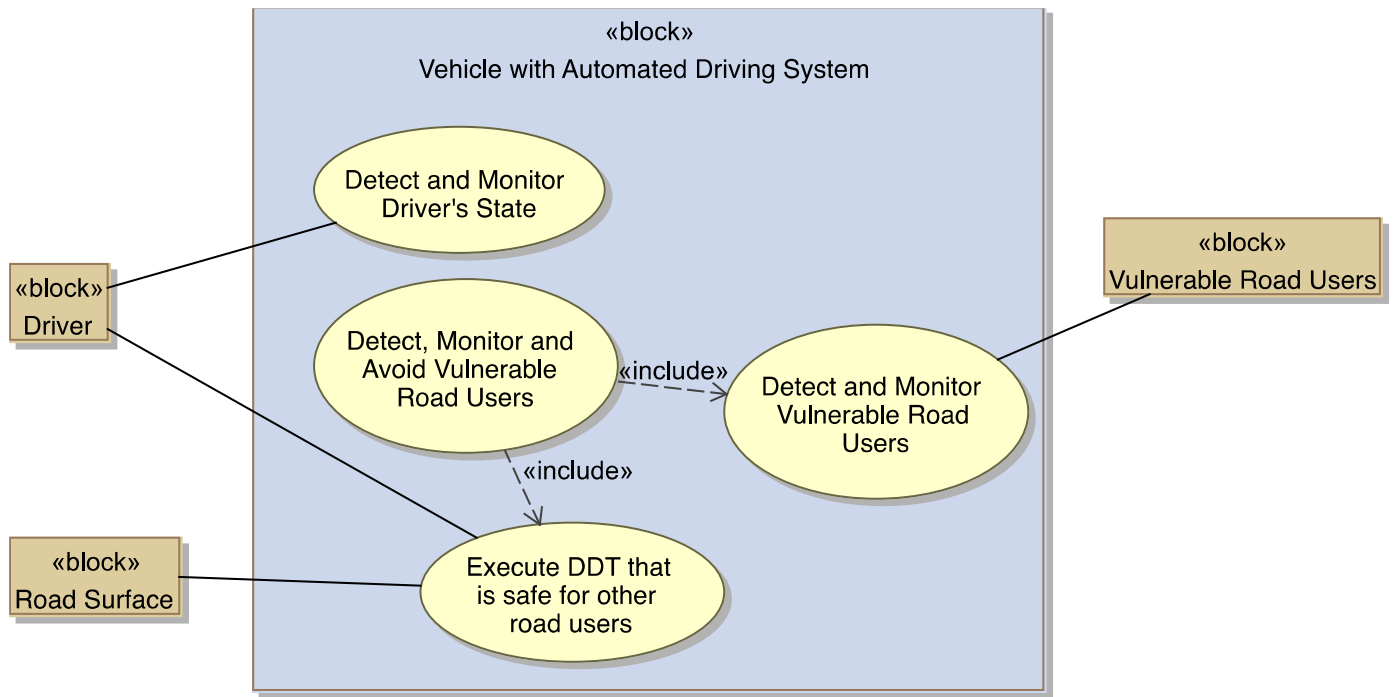 «block»
Vehicle with Automated Driving System
Detect and Monitor
Driver's State
«block»
Driver
Detect, Monitor and
Avoid Vulnerable
Road Users
«include»
Detect and Monitor
Vulnerable Road
Users
«block»
Vulnerable Road Users
«include»
«block»
Road Surface
Execute DDT that
is safe for other
road users